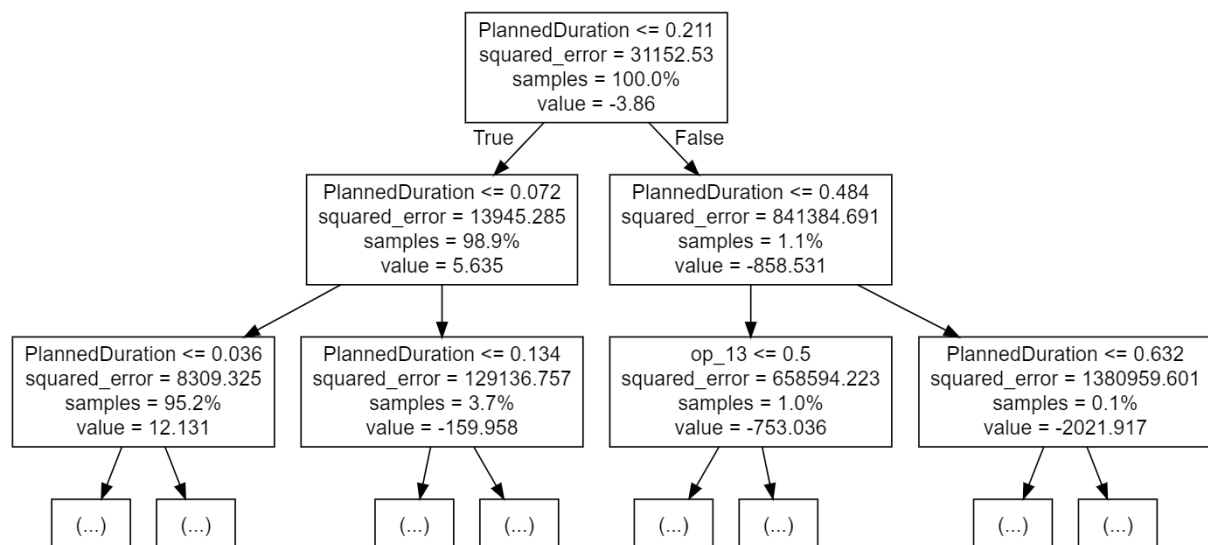 PlannedDuration <= 0.211
squared_error = 31152.53
samples = 100.0%
value = -3.86
True
False
PlannedDuration <= 0.072
squared_error = 13945.285
samples = 98.9%
value = 5.635
PlannedDuration <= 0.484
squared_error = 841384.691
samples = 1.1%
value = -858.531
PlannedDuration <= 0.036
squared_error = 8309.325
samples = 95.2%
value = 12.131
PlannedDuration <= 0.134
squared_error = 129136.757
samples = 3.7%
value = -159.958
op_13 <= 0.5
squared_error = 658594.223
samples = 1.0%
value = -753.036
PlannedDuration <= 0.632
squared_error = 1380959.601
samples = 0.1%
value = -2021.917
(...)
(...)
(...)
(...)
(...)
(...)
(...)
(...)